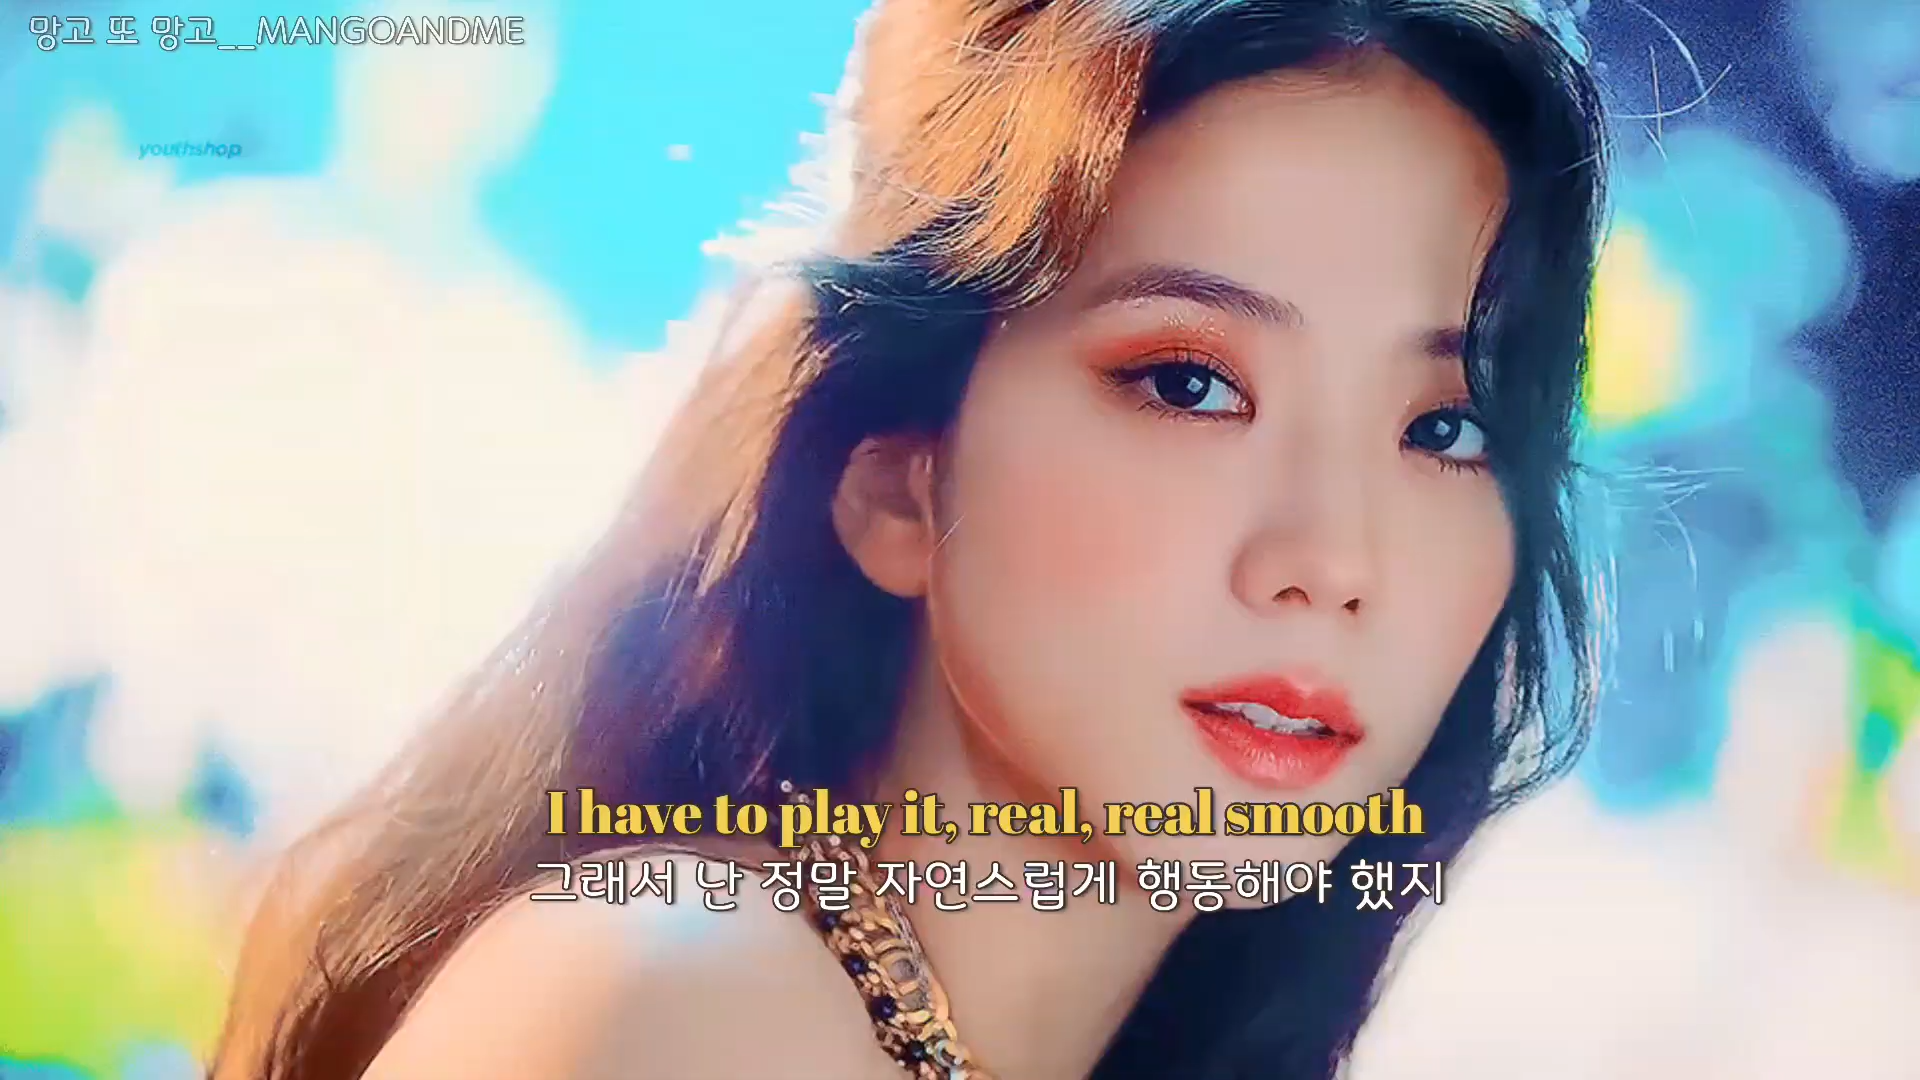 망고 또 망고__MANGOANDME
youthshop
I have to play it, real, real smooth
그래서 난 정말 자연스럽게 행동해야 했지